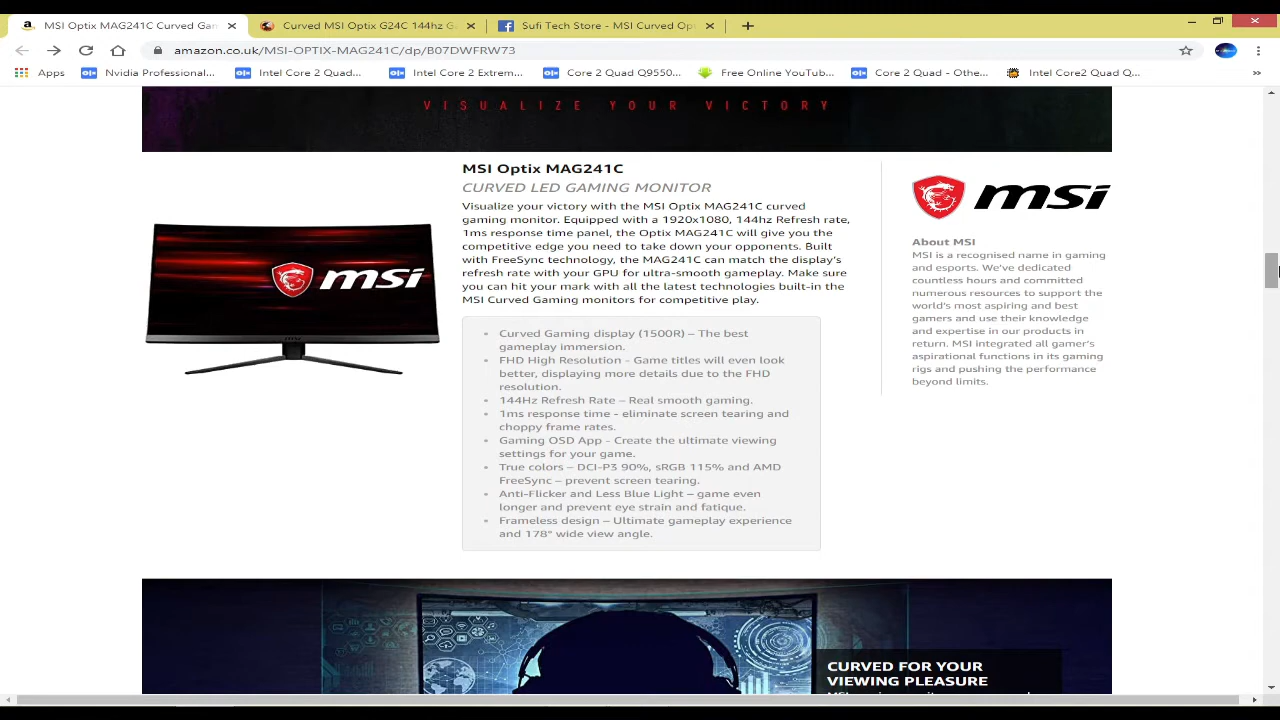 MSI Optix MAG241C Curved Gam
Curved MSI Optix G24C 144hz G
Sufi Tech Store - MSI Curved Op
amazon.co.uk/MSI-OPTIX-MAG241C/dp/B07DWFRW73
Apps
Nvidia Professional...
Intel Core 2 Quad...
Intel Core 2 Extrem...
Core 2 Quad Q9550...
Free Online YouTub...
Core 2 Quad - Othe...
Intel Core2 Quad Q...
VISUALIZE YOUR VICTORY
msi
MSI Optix MAG241C
CURVED LED GAMING MONITOR
Visualize your victory with the MSI Optix MAG241C curved
gaming monitor. Equipped with a 1920x1080, 144hz Refresh rate,
1ms response time panel, the Optix MAG241C will give you the
competitive edge you need to take down your opponents. Built
with FreeSync technology, the MAG241C can match the display's
refresh rate with your GPU for ultra-smooth gameplay. Make sure
you can hit your mark with all the latest technologies built-in the
MSI Curved Gaming monitors for competitive play.
• Curved Gaming display (1500R) – The best
gameplay immersion.
• FHD High Resolution - Game titles will even look
better, displaying more details due to the FHD
resolution.
• 144Hz Refresh Rate – Real smooth gaming.
• 1ms response time - eliminate screen tearing and
choppy frame rates.
• Gaming OSD App - Create the ultimate viewing
settings for your game.
• True colors – DCI-P3 90%, sRGB 115% and AMD
FreeSync – prevent screen tearing.
• Anti-Flicker and Less Blue Light – game even
longer and prevent eye strain and fatique.
• Frameless design – Ultimate gameplay experience
and 178° wide view angle.
msi
About MSI
MSI is a recognised name in gaming
and esports. We've dedicated
countless hours and committed
numerous resources to support the
world's most aspiring and best
gamers and use their knowledge
and expertise in our products in
return. MSI integrated all gamer's
aspirational functions in its gaming
rigs and pushing the performance
beyond limits.
CURVED FOR YOUR
VIEWING PLEASURE